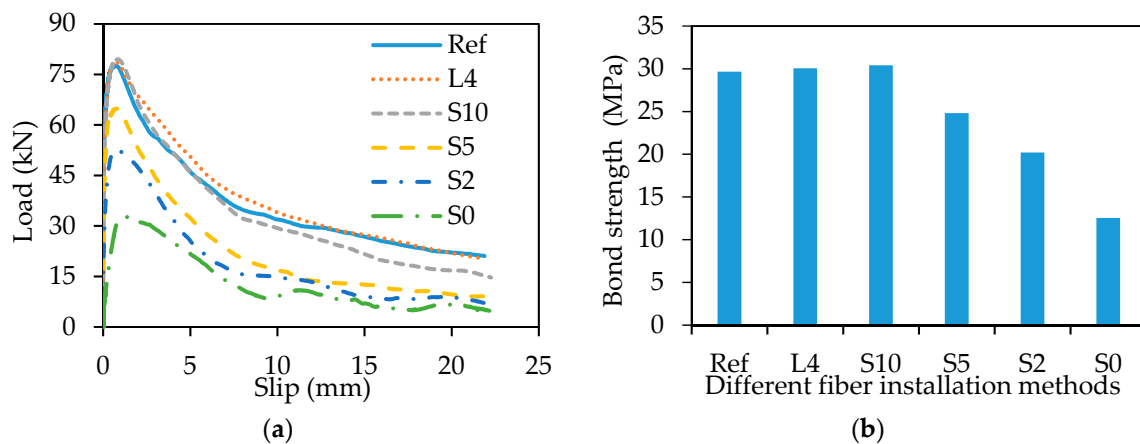 90
75
60
45
30
15
0
Load (kN)
Ref
L4
S10
S5
S2
S0
0 5 10 15 20 25
Slip (mm)
(a)
35
30
25
20
15
10
5
0
Bond strength (MPa)
Ref L4 S10 S5 S2 S0
Different fiber installation methods
(b)